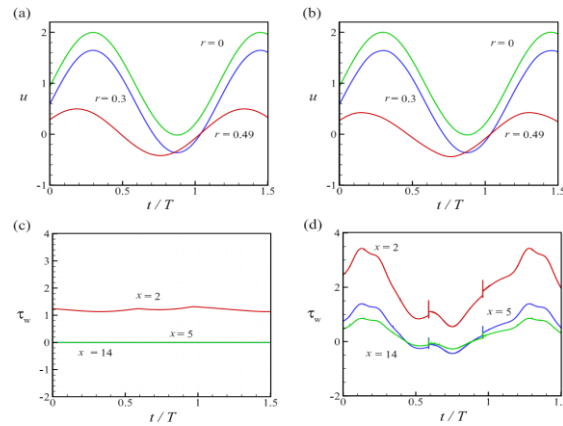 (a)
2
1
0
-1
u
r = 0
r = 0.3
r = 0.49
0
0.5
1
1.5
t / T
(b)
2
1
0
-1
u
r = 0
r = 0.3
r = 0.49
0
0.5
1
1.5
t / T
(c)
4
3
2
1
0
-1
-2
τw
x = 2
x = 5
x = 14
0
0.5
1
1.5
t / T
(d)
4
2
0
-2
τw
x = 2
x = 5
x = 14
0
0.5
1
1.5
t / T